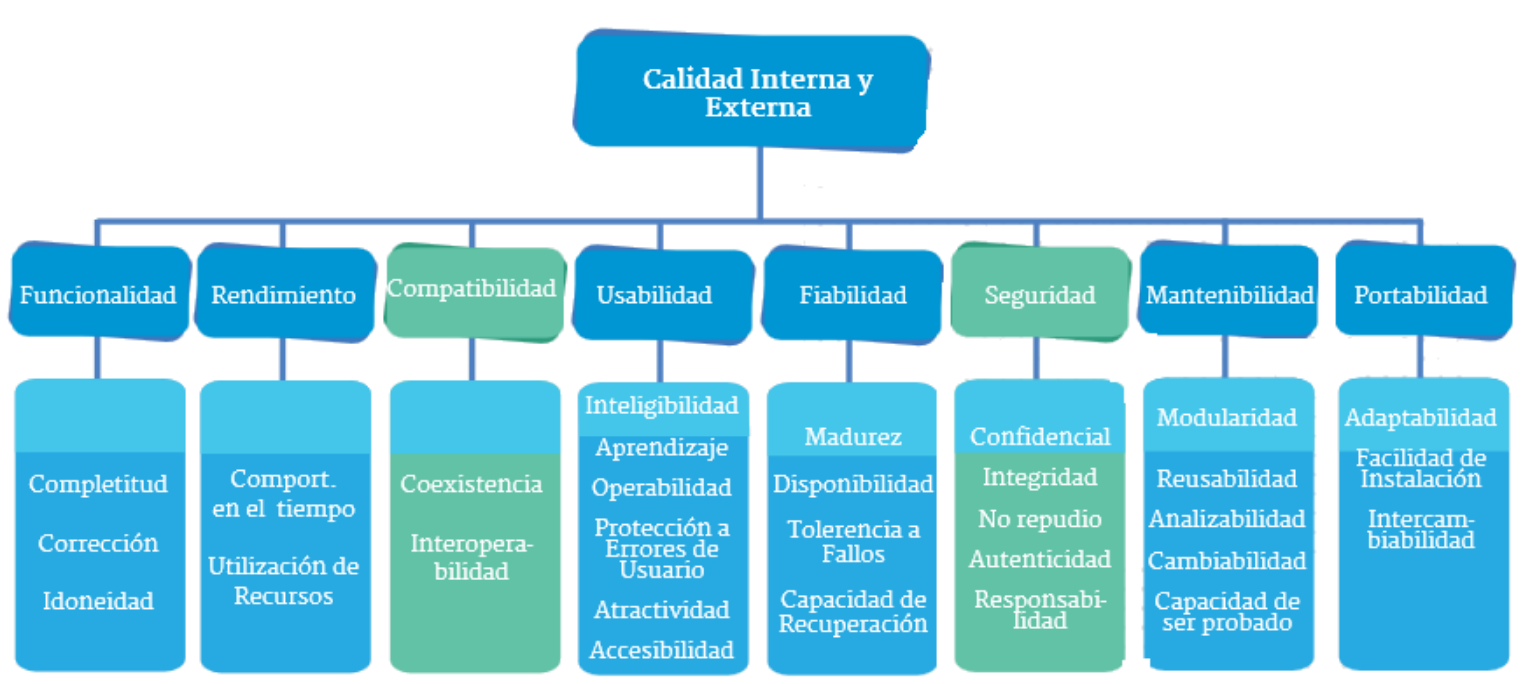 Calidad Interna y
Externa
Funcionalidad
Rendimiento
Compatibilidad
Usabilidad
Fiabilidad
Seguridad
Mantenibilidad
Portabilidad
Completitud
Corrección
Idoneidad
Comport.
en el tiempo
Utilización de
Recursos
Coexistencia
Interopera-
bilidad
Inteligibilidad
Aprendizaje
Operabilidad
Protección a
Errores de
Usuario
Atractividad
Accesibilidad
Madurez
Disponibilidad
Tolerencia a
Fallos
Capacidad de
Recuperación
Confidencial
Integridad
No repudio
Autenticidad
Responsabi-
lidad
Modularidad
Reusabilidad
Analizabilidad
Cambiabilidad
Capacidad de
ser probado
Adaptabilidad
Facilidad de
Instalación
Intercam-
biabilidad